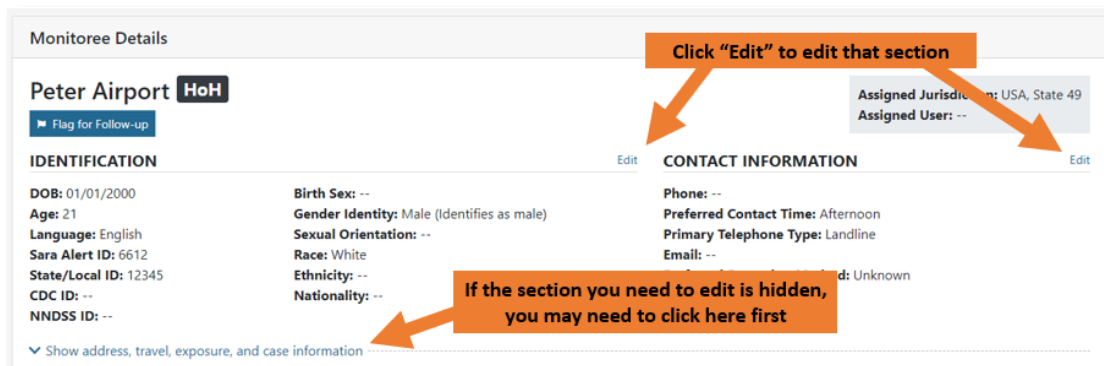 Monitoree Details
Click “Edit” to edit that section
Peter Airport HoH
Flag for Follow-up
Assigned Jurisdiction: USA, State 49
Assigned User: --
IDENTIFICATION Edit
DOB: 01/01/2000
Age: 21
Language: English
Sara Alert ID: 6612
State/Local ID: 12345
CDC ID: --
NNDSS ID: --
Birth Sex: --
Gender Identity: Male (Identifies as male)
Sexual Orientation: --
Race: White
Ethnicity: --
Nationality: --
CONTACT INFORMATION Edit
Phone: --
Preferred Contact Time: Afternoon
Primary Telephone Type: Landline
Email: --
Unknown
If the section you need to edit is hidden,
you may need to click here first
Show address, travel, exposure, and case information